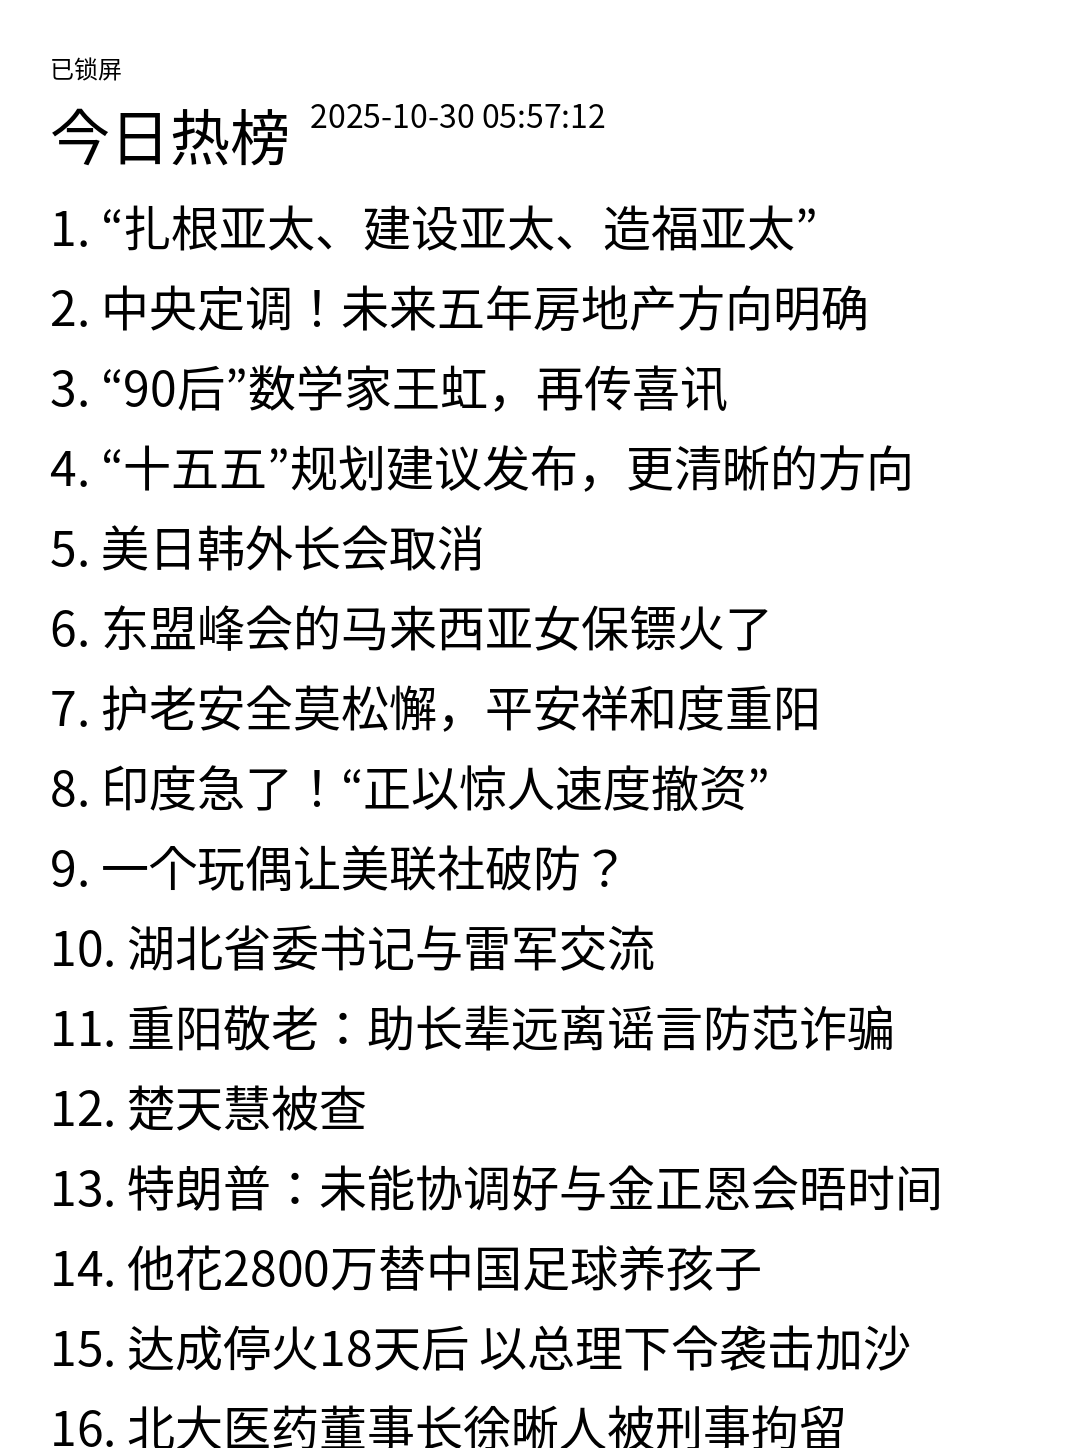 已锁屏
今日热榜 2025-10-30 05:57:12
1. “扎根亚太、建设亚太、造福亚太”
2. 中央定调！未来五年房地产方向明确
3. “90后”数学家王虹，再传喜讯
4. “十五五”规划建议发布，更清晰的方向
5. 美日韩外长会取消
6. 东盟峰会的马来西亚女保镖火了
7. 护老安全莫松懈，平安祥和度重阳
8. 印度急了！“正以惊人速度撤资”
9. 一个玩偶让美联社破防？
10. 湖北省委书记与雷军交流
11. 重阳敬老：助长辈远离谣言防范诈骗
12. 楚天慧被查
13. 特朗普：未能协调好与金正恩会晤时间
14. 他花2800万替中国足球养孩子
15. 达成停火18天后 以总理下令袭击加沙
16. 北大医药董事长徐晰人被刑事拘留